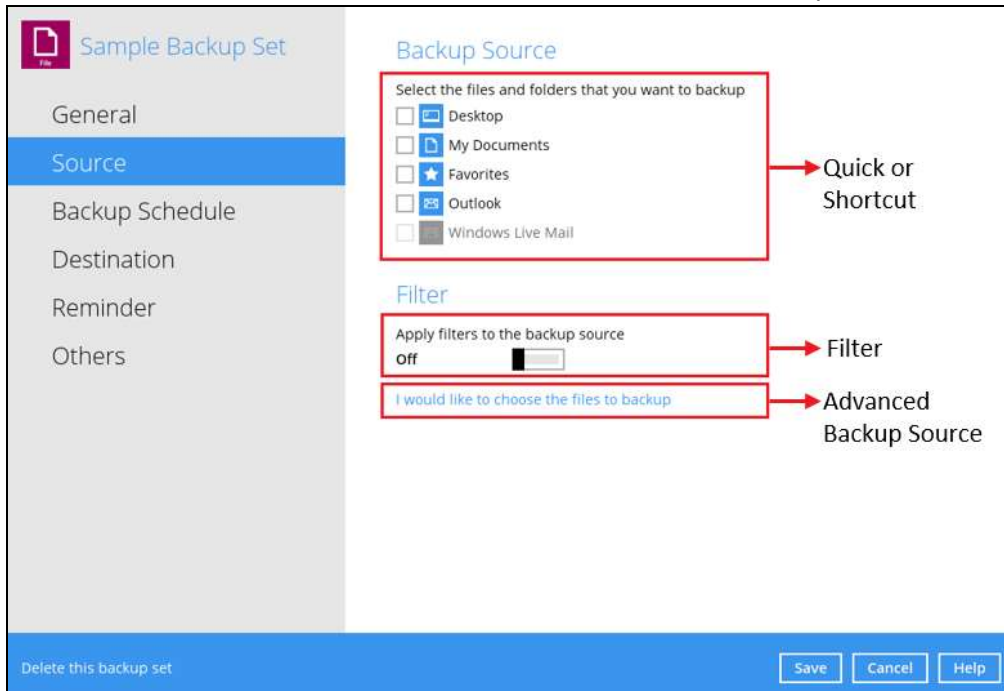 File
Sample Backup Set
General
Source
Backup Schedule
Destination
Reminder
Others
Backup Source
Select the files and folders that you want to backup
Desktop
My Documents
Favorites
Outlook
Windows Live Mail
Quick or
Shortcut
Filter
Apply filters to the backup source
Off
Filter
I would like to choose the files to backup
Advanced
Backup Source
Delete this backup set
Save
Cancel
Help